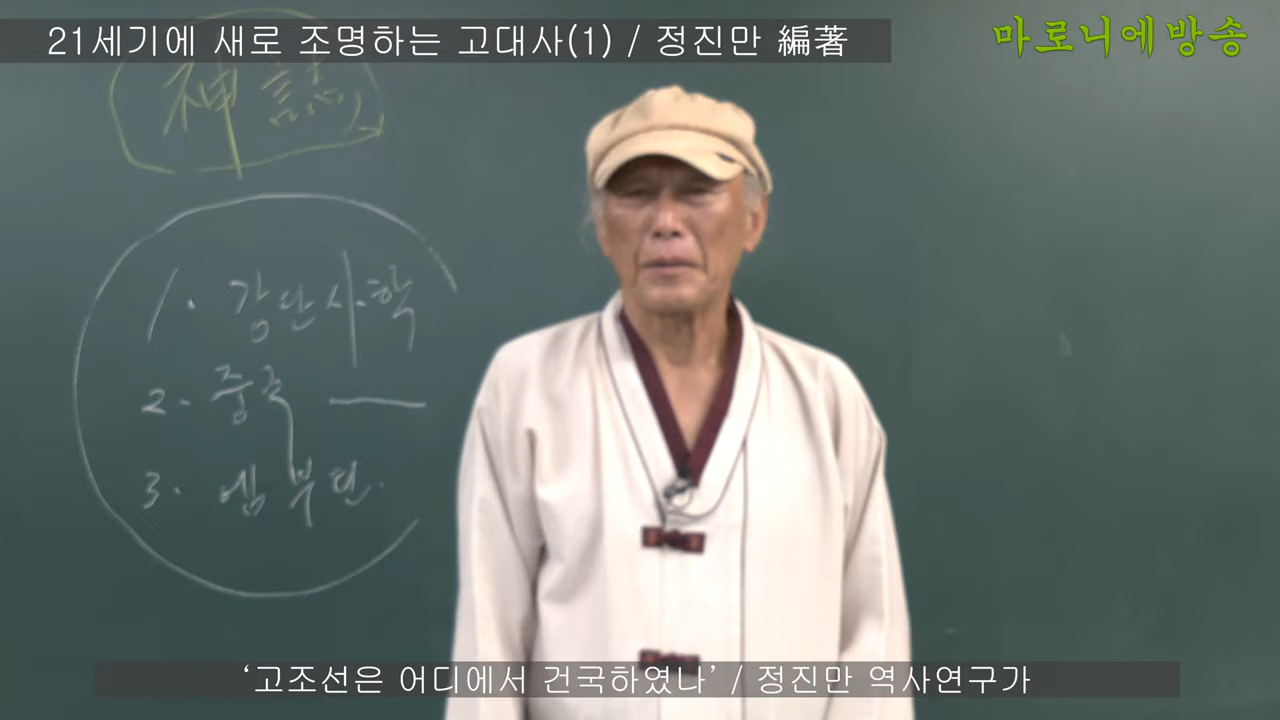 21세기에 새로 조명하는 고대사(1) / 정진만 編著
마로니에방송
神誌
1. 강단사학
2. 중국 —
3. 엠부틴.
‘고조선은 어디에서 건국하였나’ / 정진만 역사연구가